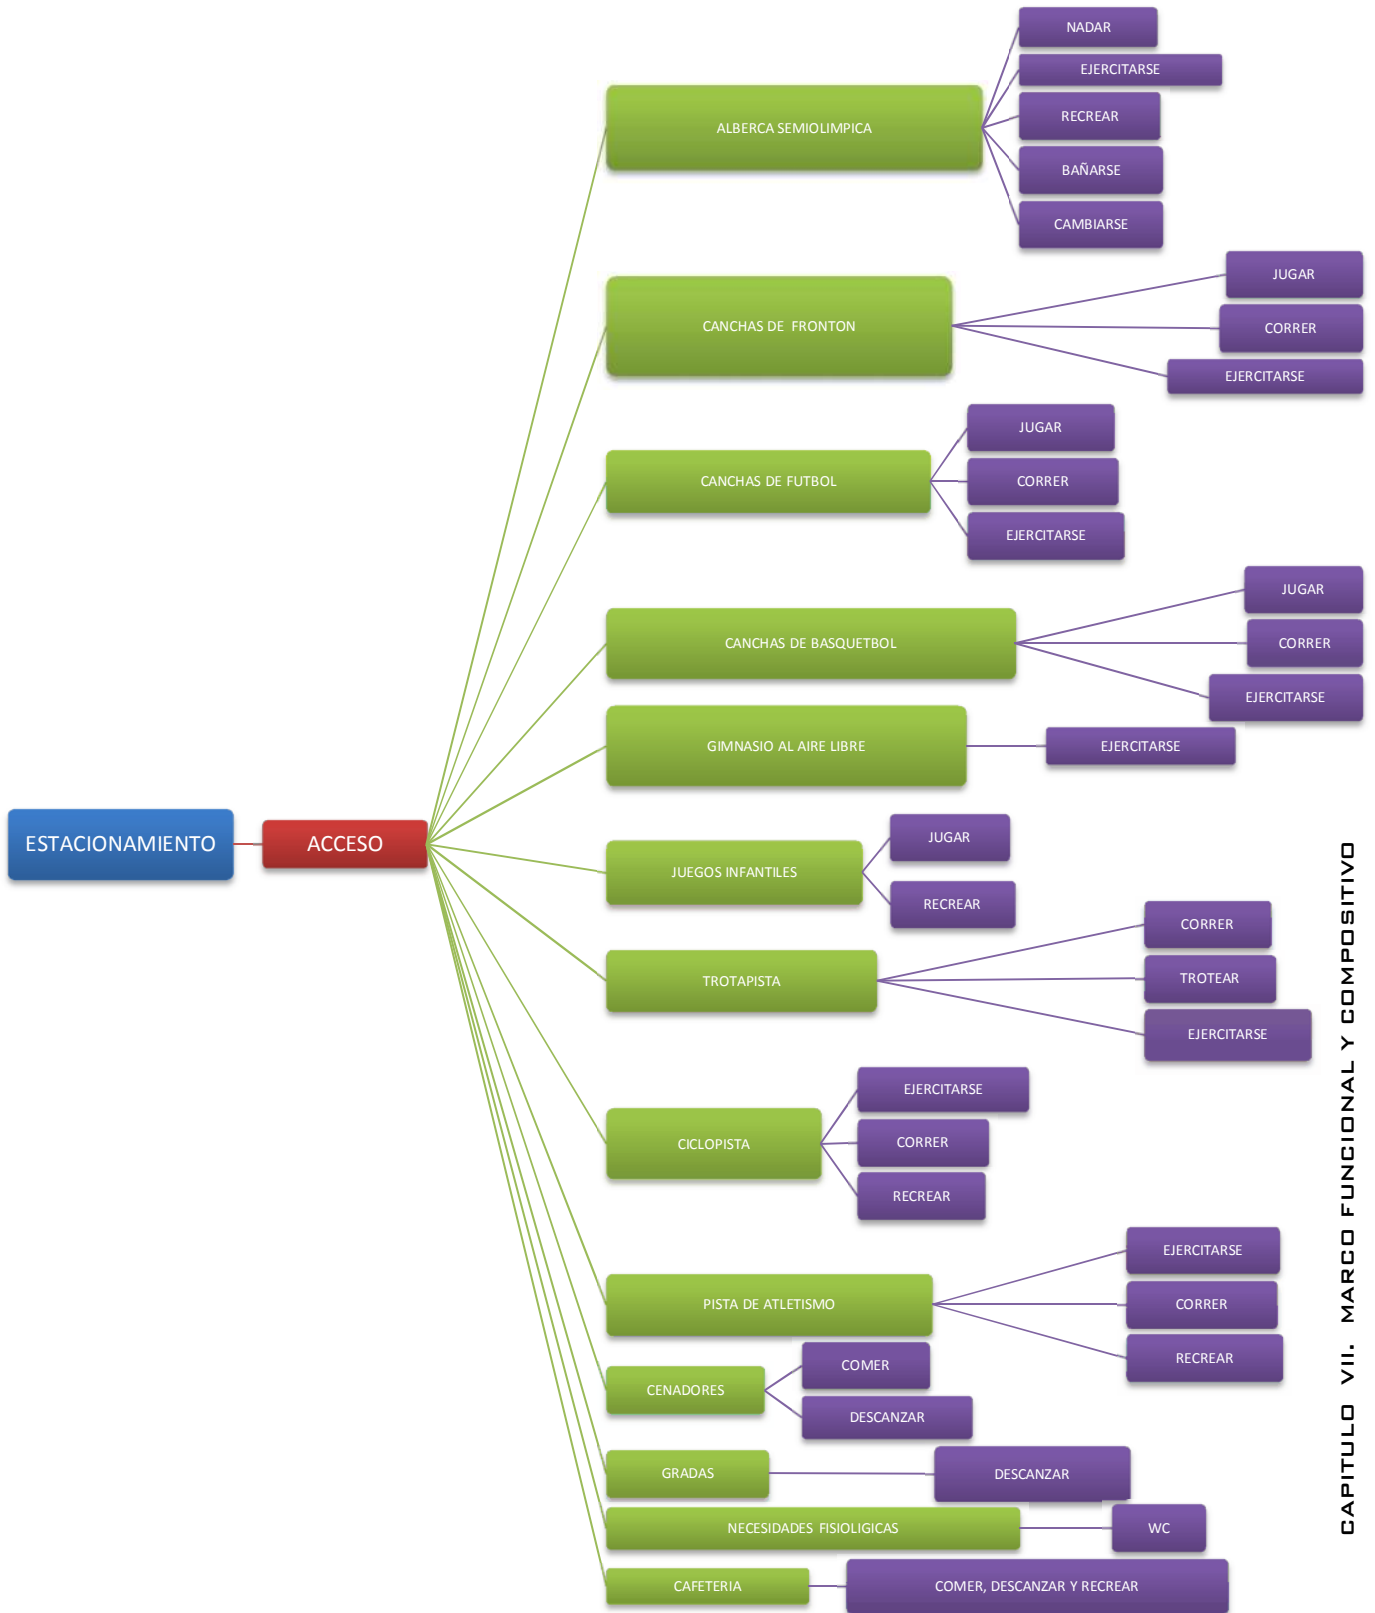 ESTACIONAMIENTO
ACCESO
ALBERCA SEMIOLIMPICA
NADAR
EJERCITARSE
RECREAR
BAÑARSE
CAMBIARSE
CANCHAS DE FRONTON
JUGAR
CORRER
EJERCITARSE
CANCHAS DE FUTBOL
JUGAR
CORRER
EJERCITARSE
CANCHAS DE BASQUETBOL
JUGAR
CORRER
EJERCITARSE
GIMNASIO AL AIRE LIBRE
EJERCITARSE
JUEGOS INFANTILES
JUGAR
RECREAR
TROTAPISTA
CORRER
TROTEAR
EJERCITARSE
CICLOPISTA
EJERCITARSE
CORRER
RECREAR
PISTA DE ATLETISMO
EJERCITARSE
CORRER
RECREAR
CENADORES
COMER
DESCANZAR
GRADAS
DESCANZAR
NECESIDADES FISIOLIGICAS
WC
CAFETERIA
COMER, DESCANZAR Y RECREAR
CAPITULO VII. MARCO FUNCIONAL Y COMPOSITIVO